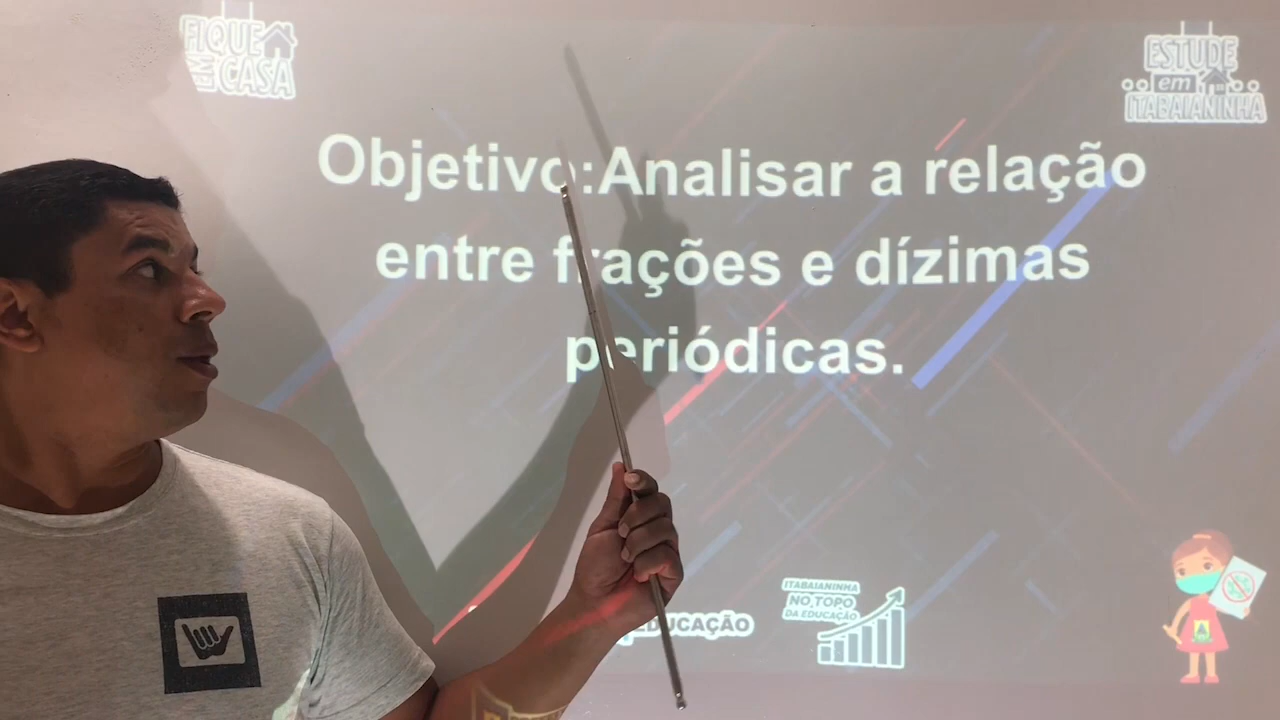 FIQUE
EM CASA
ESTUDE
em
ITABAIANINHA
Objetivo:Analisar a relação
entre frações e dízimas
periódicas.
ITABAIANINHA
NO TOPO
DA EDUCAÇÃO
EDUCAÇÃO